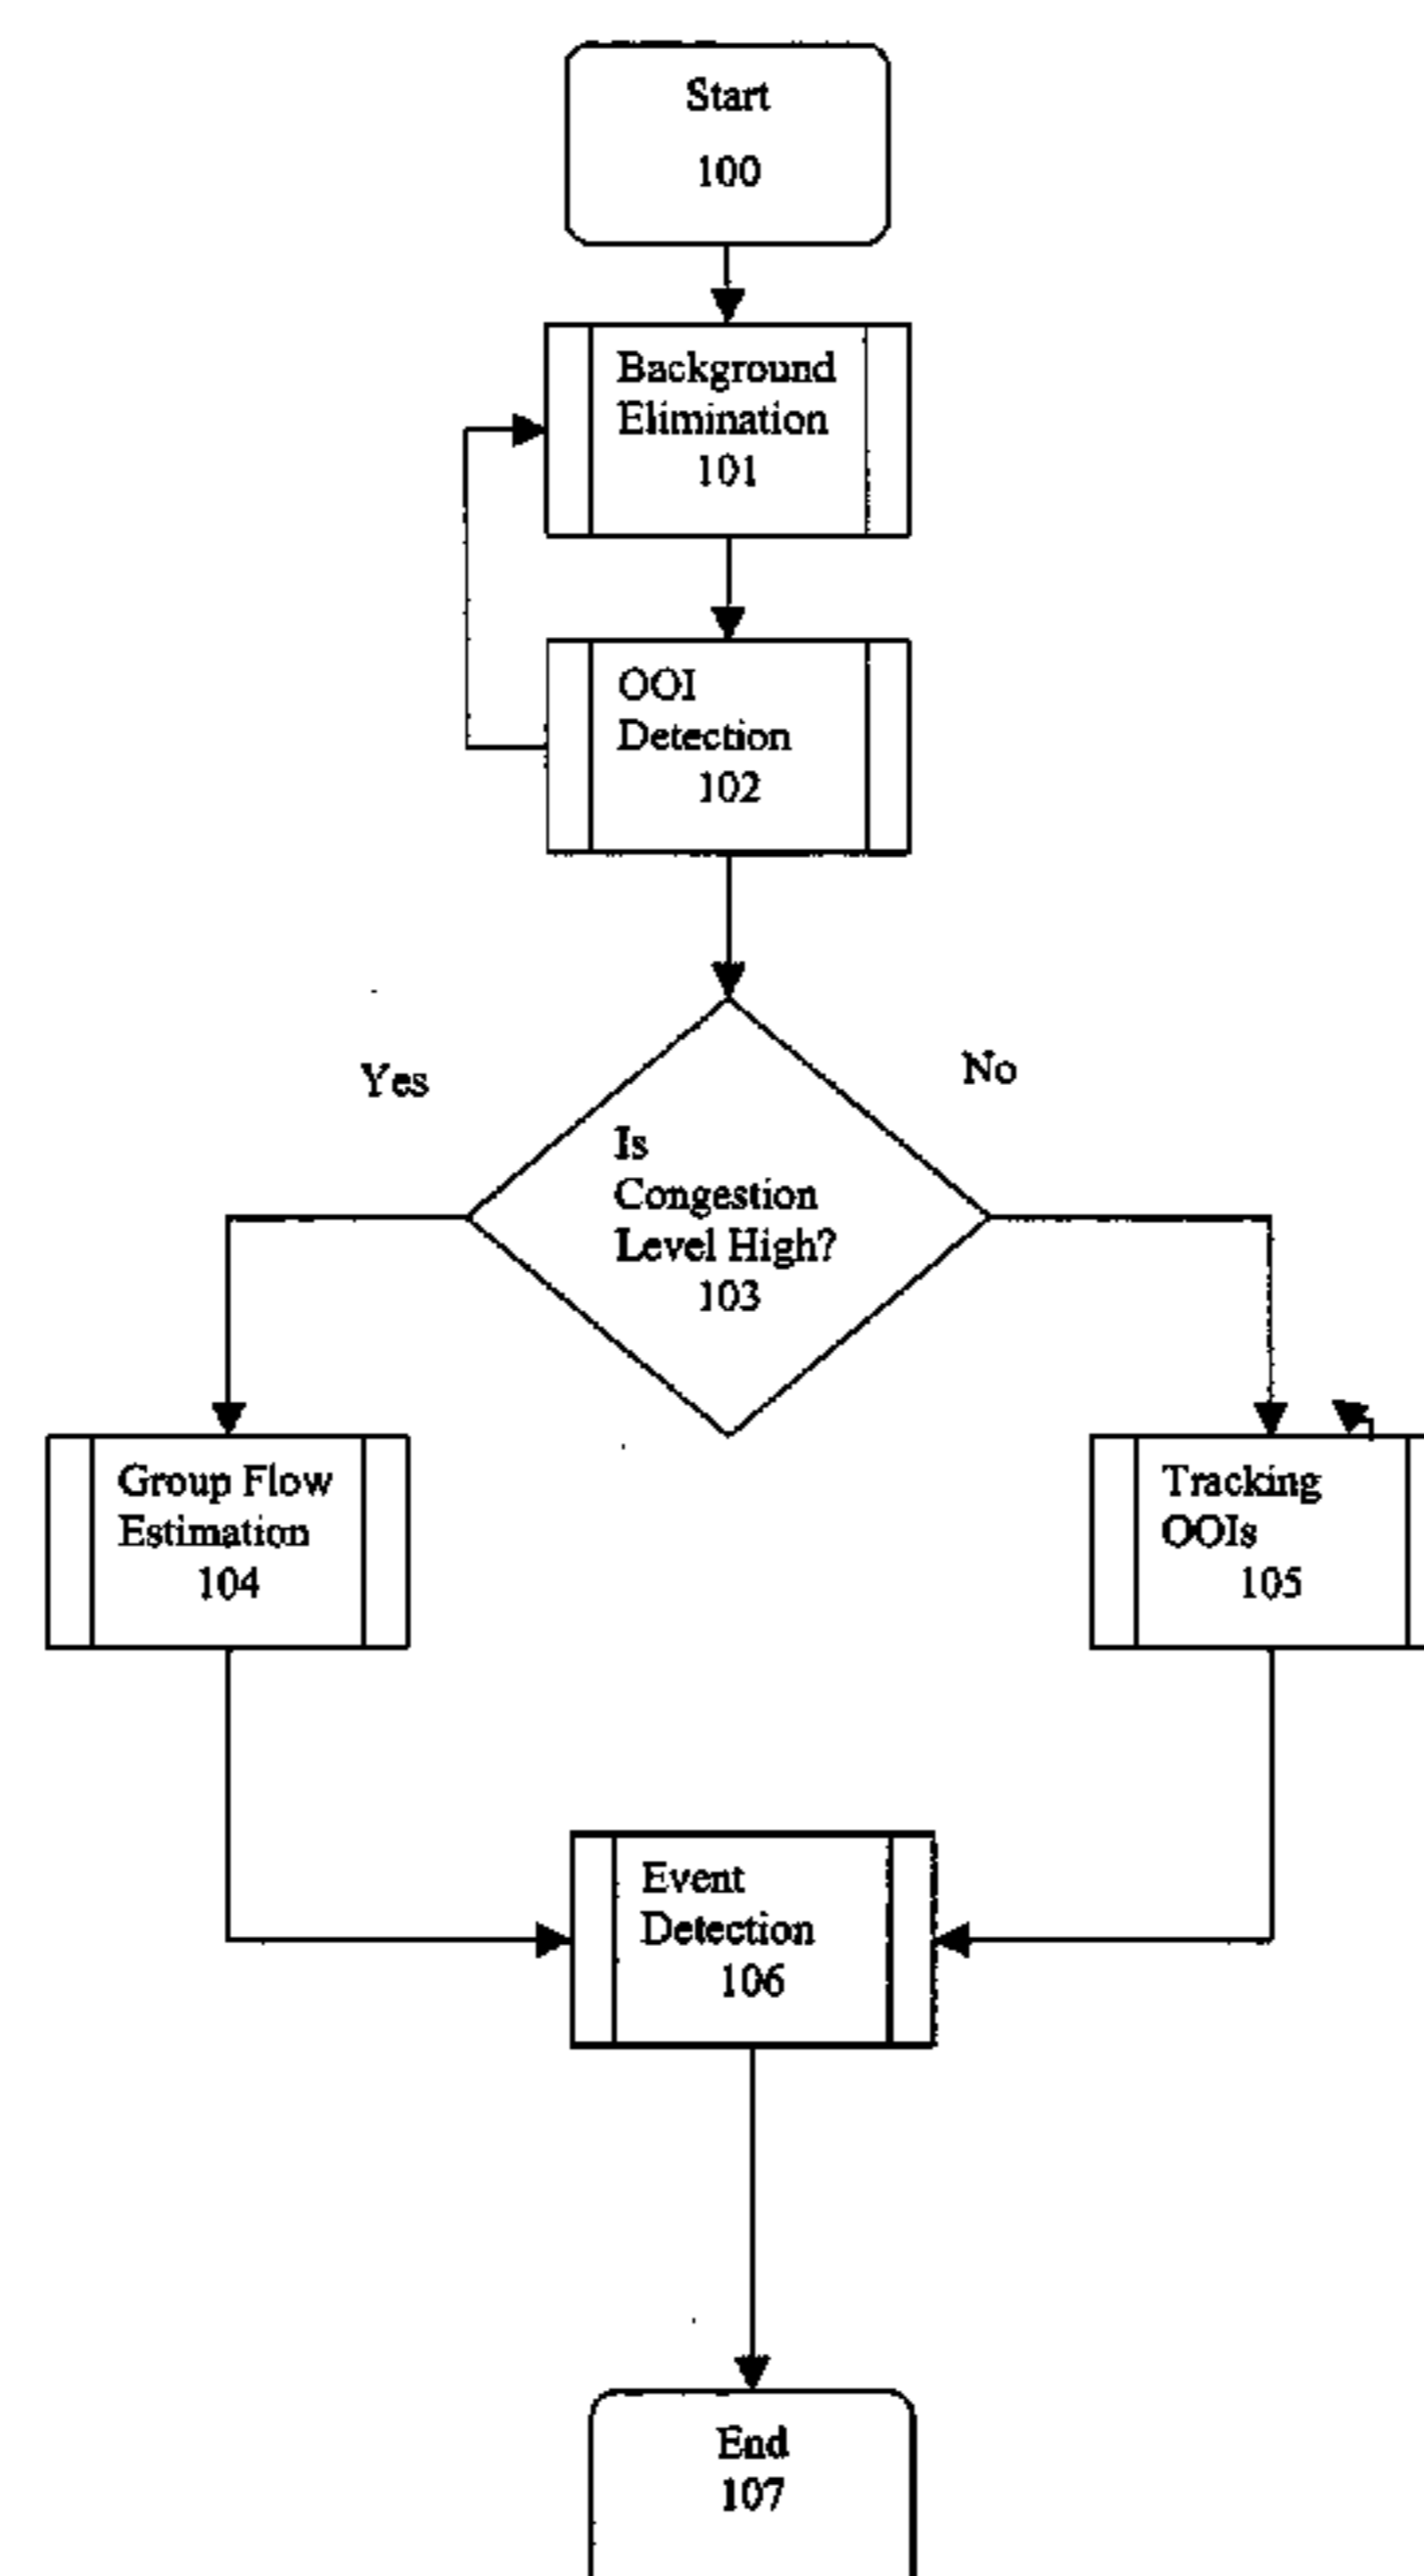 Start
100
Background
Elimination
101
OOI
Detection
102
Yes
No
Is
Congestion
Level High?
103
Group Flow
Estimation
104
Tracking
OOIs
105
Event
Detection
106
End
107